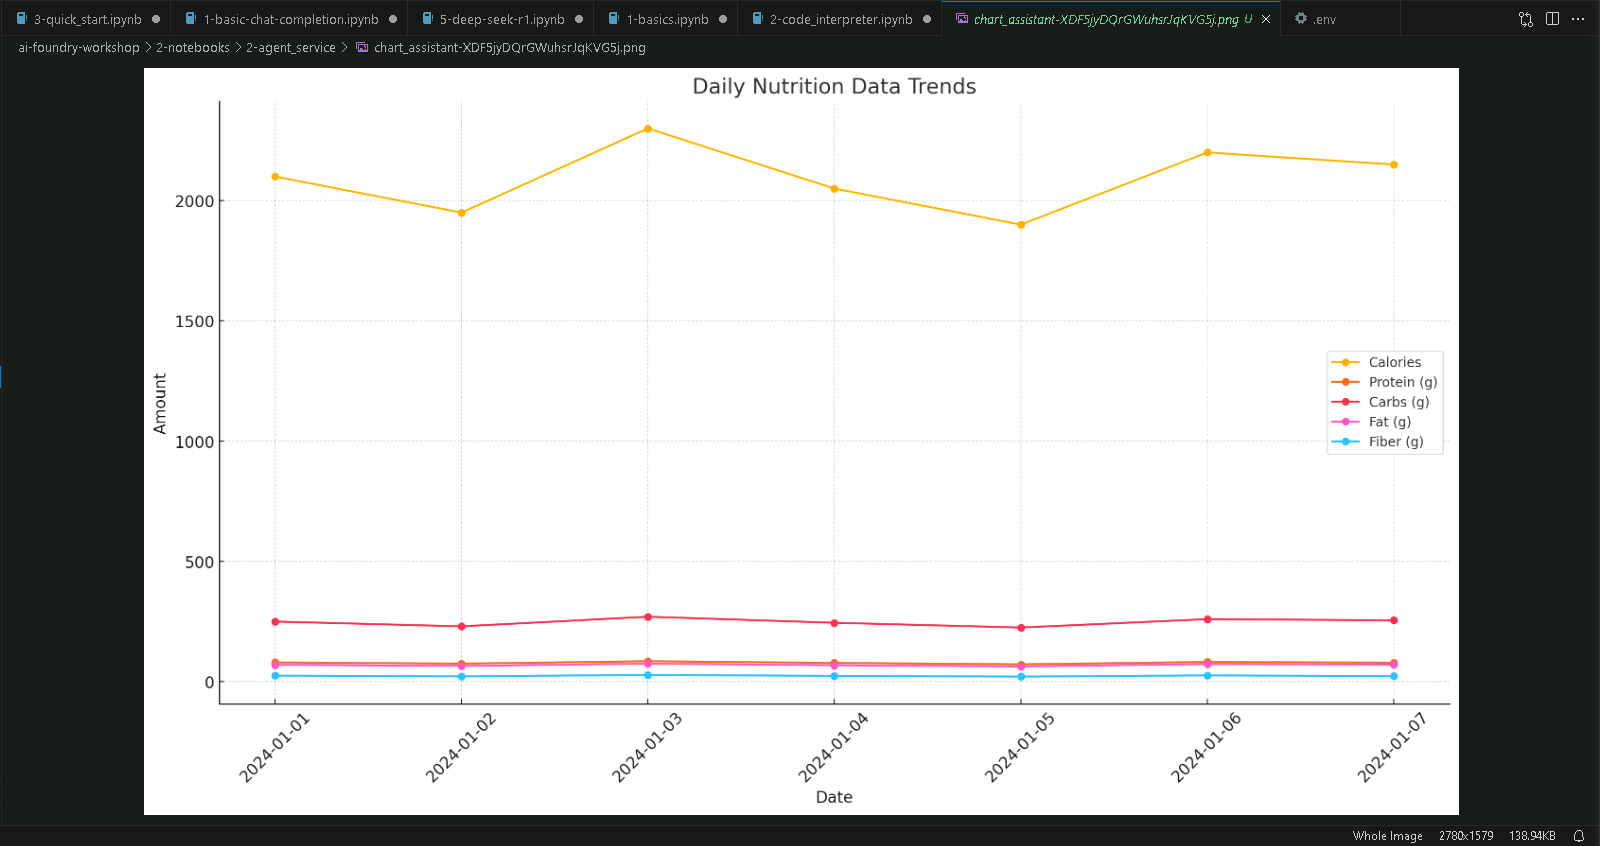 3-quick_start.ipynb
1-basic-chat-completion.ipynb
5-deep-seek-r1.ipynb
1-basics.ipynb
2-code_interpreter.ipynb
chart_assistant-XDF5jyDQrGWuhsrJqKVG5j.png U
.env
ai-foundry-workshop > 2-notebooks > 2-agent_service > chart_assistant-XDF5jyDQrGWuhsrJqKVG5j.png
Daily Nutrition Data Trends
2000
1500
1000
500
0
Amount
Calories
Protein (g)
Carbs (g)
Fat (g)
Fiber (g)
2024-01-01
2024-01-02
2024-01-03
2024-01-04
2024-01-05
2024-01-06
2024-01-07
Date
Whole Image 2780x1579 138.94KB